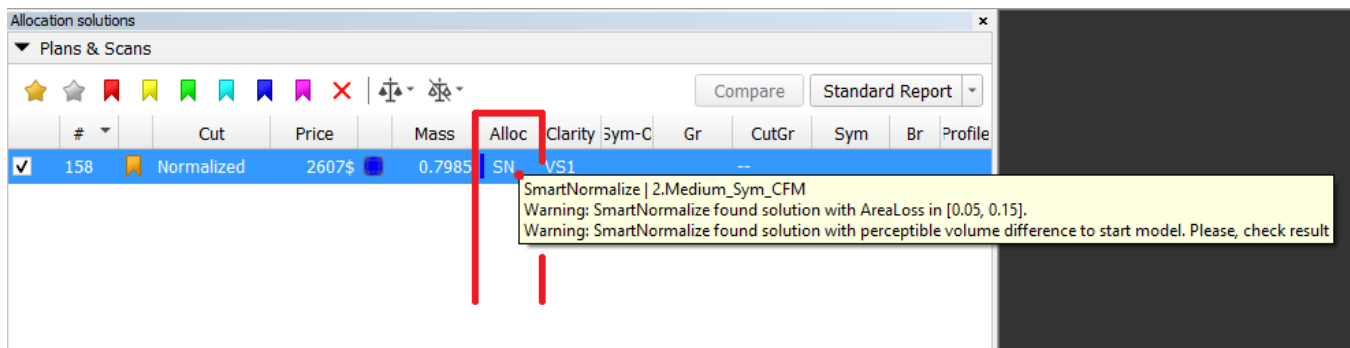 Allocation solutions
Plans & Scans
Compare Standard Report
# Cut Price Mass Alloc Clarity Sym-C Gr CutGr Sym Br Profile
158 Normalized 2607$ 0.7985 SN VS1 --
SmartNormalize | 2.Medium_Sym_CFM
Warning: SmartNormalize found solution with AreaLoss in [0.05, 0.15].
Warning: SmartNormalize found solution with perceptible volume difference to start model. Please, check result